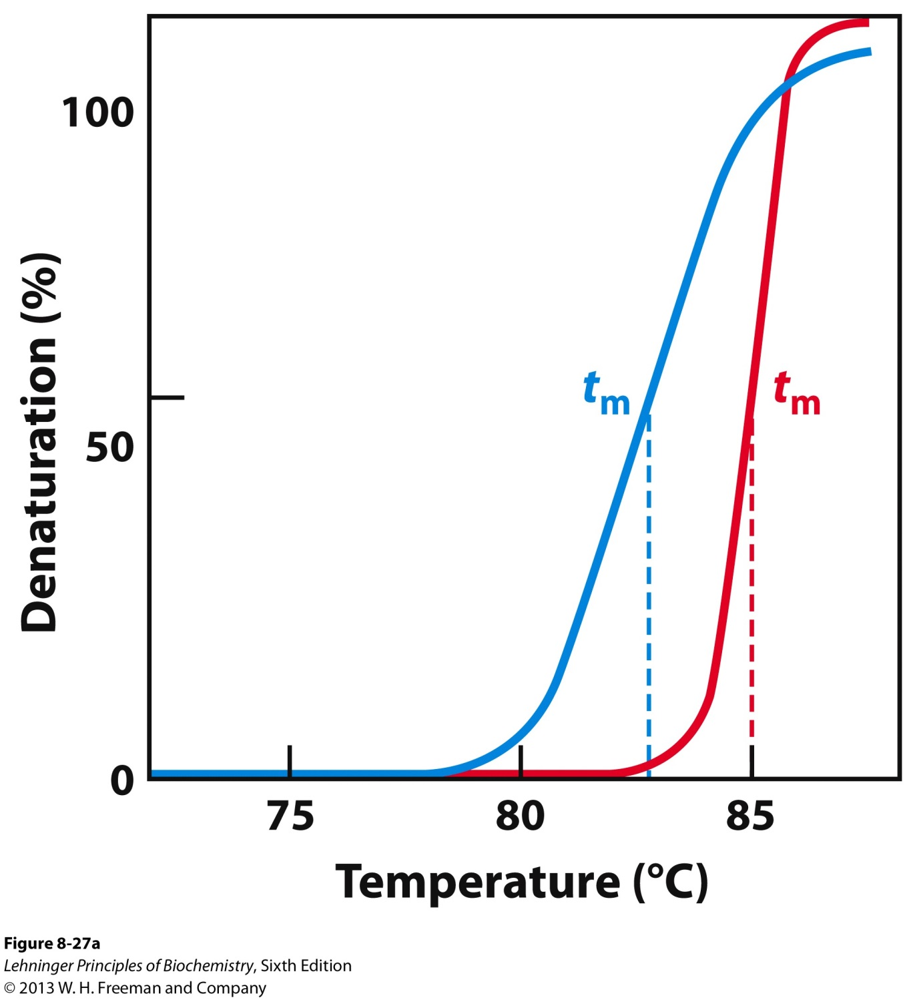 100
50
0
Denaturation (%)
tm
tm
75 80 85
Temperature (°C)
Figure 8-27a
Lehninger Principles of Biochemistry, Sixth Edition
© 2013 W. H. Freeman and Company